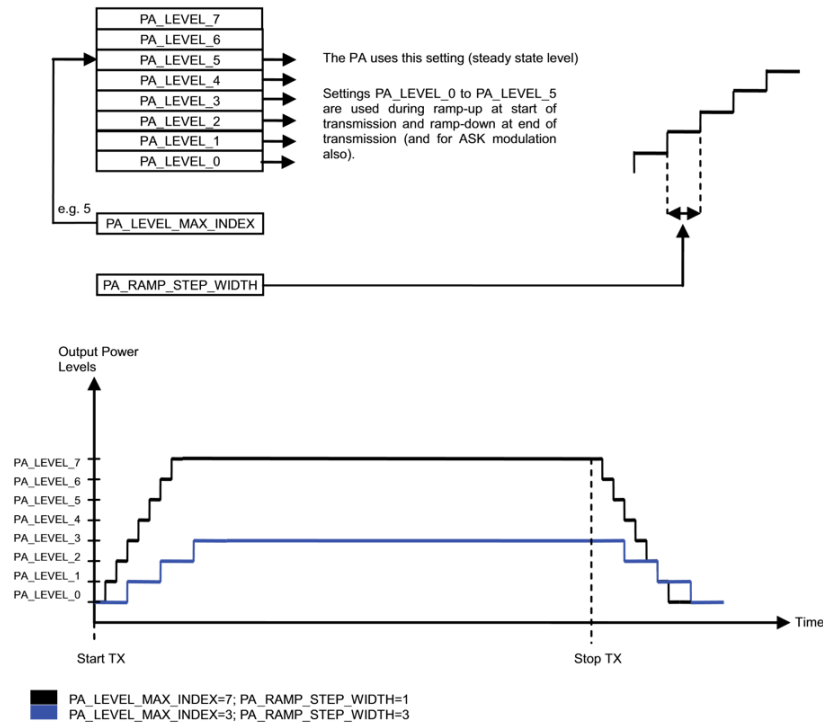 PA_LEVEL_7
PA_LEVEL_6
PA_LEVEL_5
PA_LEVEL_4
PA_LEVEL_3
PA_LEVEL_2
PA_LEVEL_1
PA_LEVEL_0
The PA uses this setting (steady state level)
Settings PA_LEVEL_0 to PA_LEVEL_5
are used during ramp-up at start of
transmission and ramp-down at end of
transmission (and for ASK modulation
also).
e.g. 5
PA_LEVEL_MAX_INDEX
PA_RAMP_STEP_WIDTH
Output Power
Levels
PA_LEVEL_7
PA_LEVEL_6
PA_LEVEL_5
PA_LEVEL_4
PA_LEVEL_3
PA_LEVEL_2
PA_LEVEL_1
PA_LEVEL_0
Time
Start TX
Stop TX
PA_LEVEL_MAX_INDEX=7; PA_RAMP_STEP_WIDTH=1
PA_LEVEL_MAX_INDEX=3; PA_RAMP_STEP_WIDTH=3